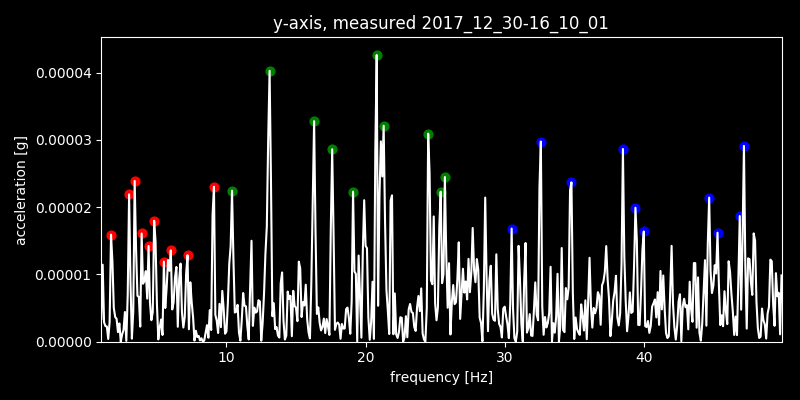 y-axis, measured 2017_12_30-16_10_01
acceleration [g]
0.00004
0.00003
0.00002
0.00001
0.00000
10 20 30 40
frequency [Hz]